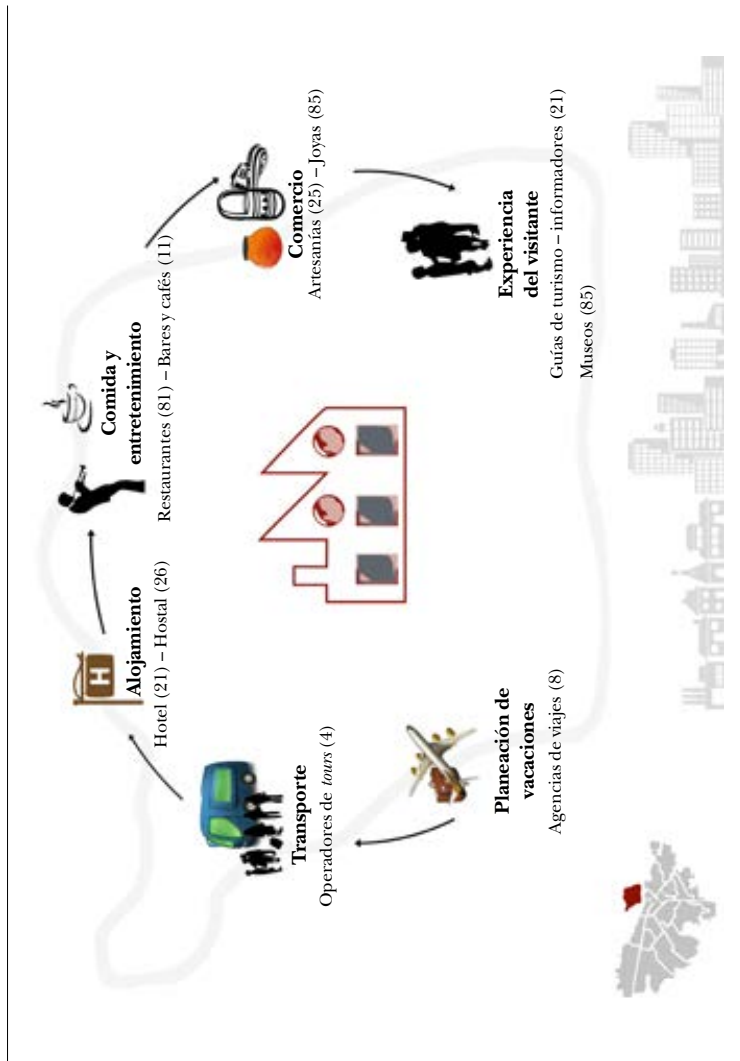 Planeación de
vacaciones
Agencias de viajes (8)
Transporte
Operadores de tours (4)
H
Alojamiento
Hotel (21) – Hostal (26)
Comida y
entretenimiento
Restaurantes (81) – Bares y cafés (11)
Comercio
Artesanías (25) – Joyas (85)
Experiencia
del visitante
Guías de turismo – informadores (21)
Museos (85)